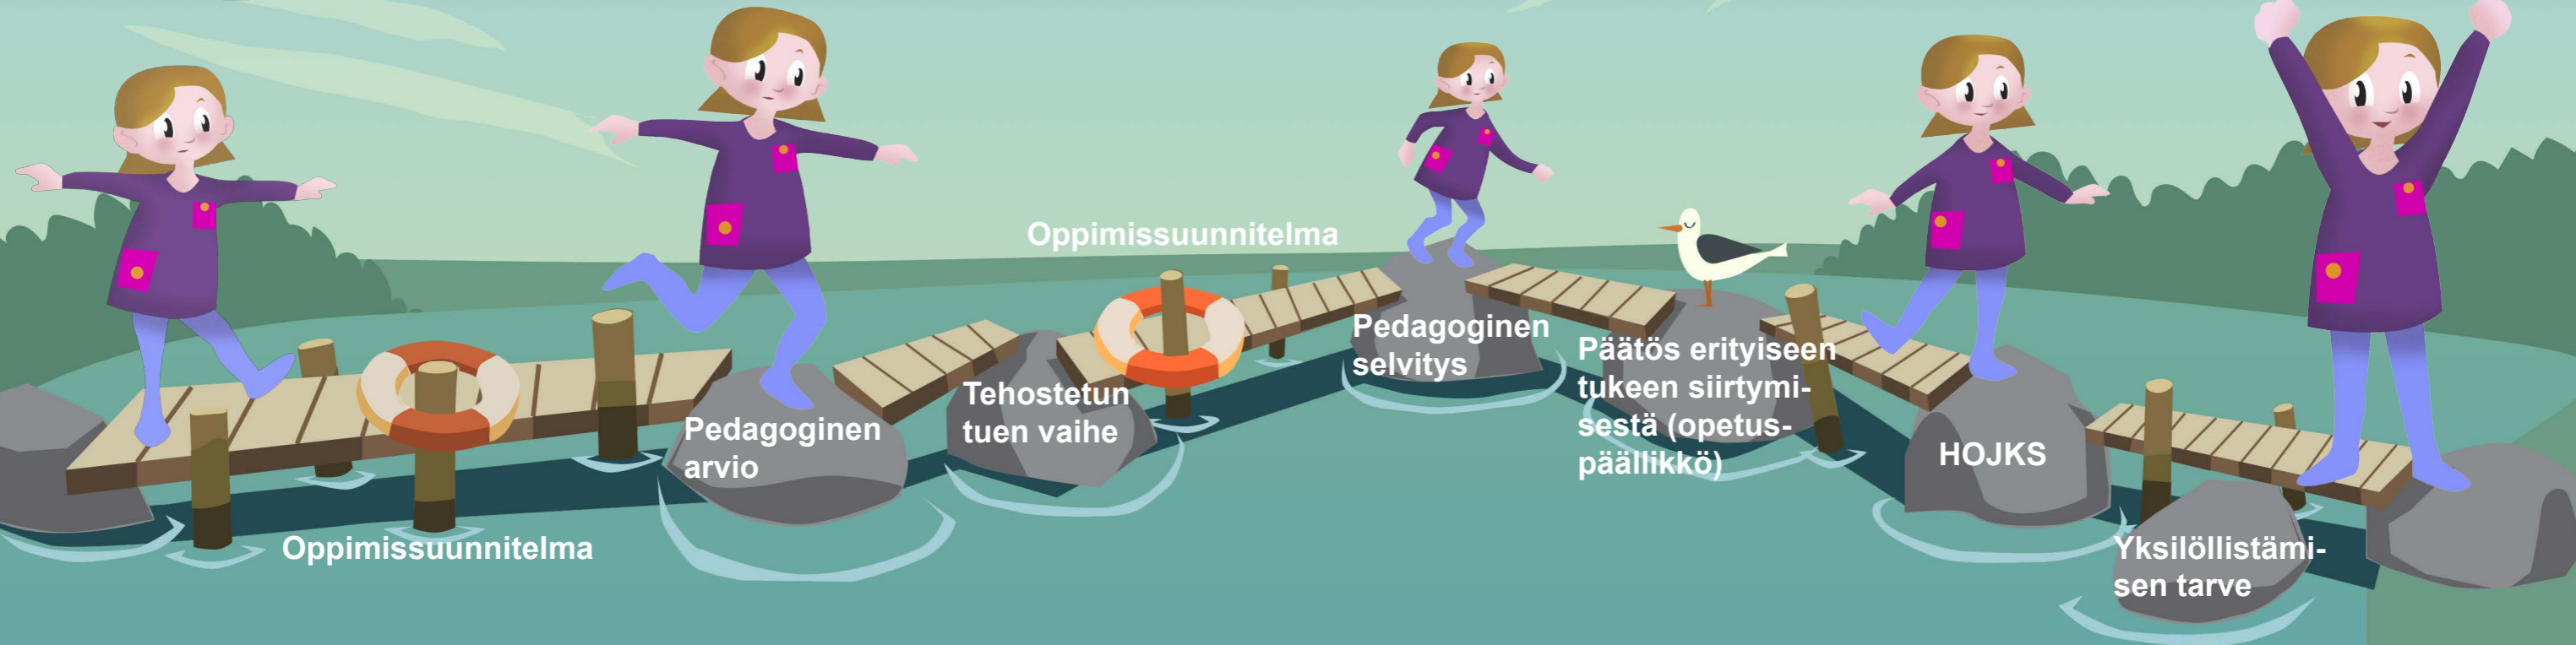 Oppimissuunnitelma
Pedagoginen
arvio
Tehostetun
tuen vaihe
Oppimissuunnitelma
Pedagoginen
selvitys
Päätös erityiseen
tukeen siirtymi-
sestä (opetus-
päällikkö)
HOJKS
Yksilöllistämi-
sen tarve